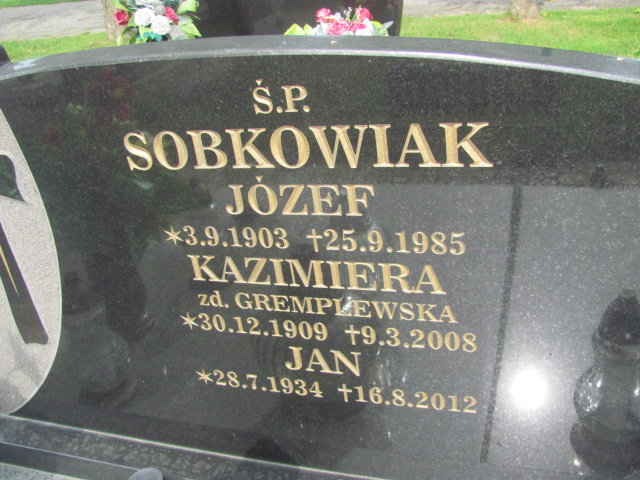 Š.P.
SOBKOWIAK
JÓZEF
*3.9.1903 †25.9.1985
KAZIMIERA
zd. GREMPLEWSKA
*30.12.1909 †9.3.2008
JAN
*28.7.1934 †16.8.2012